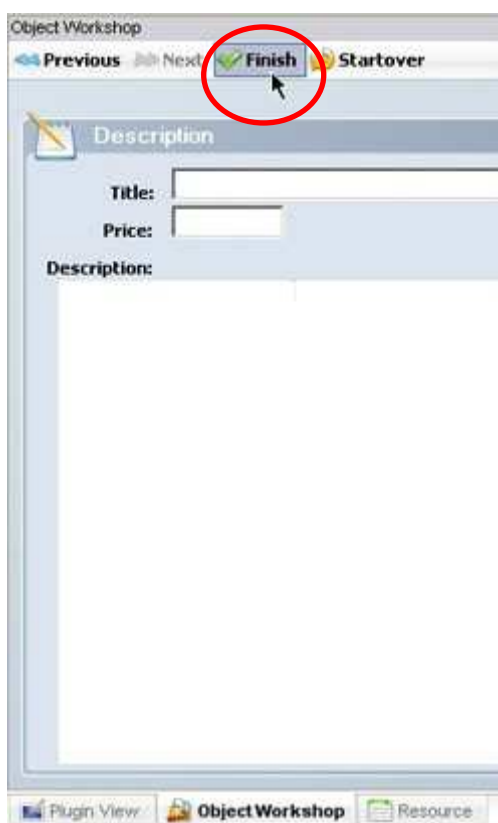 Object Workshop
Previous Next Finish Startover
Description
Title:
Price:
Description:
Plugin View Object Workshop Resource